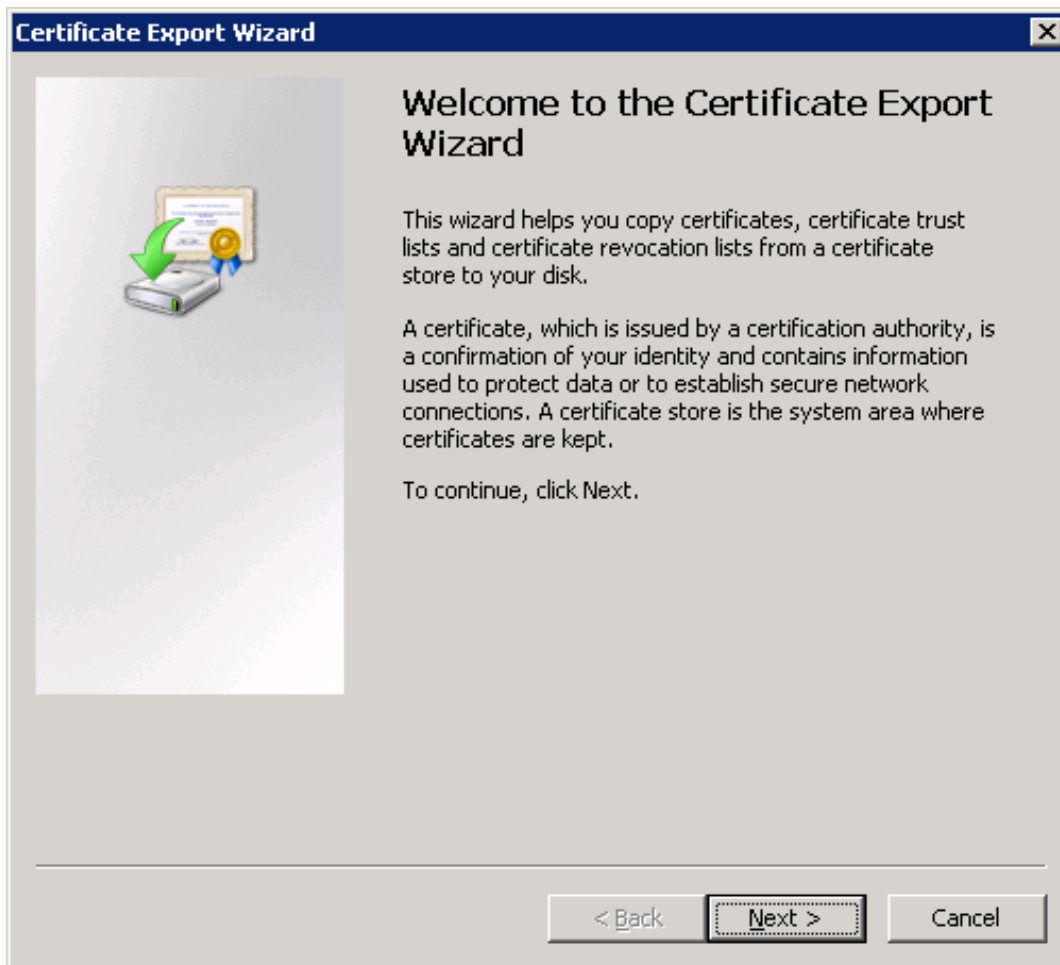 Certificate Export Wizard
Welcome to the Certificate Export
Wizard
This wizard helps you copy certificates, certificate trust
lists and certificate revocation lists from a certificate
store to your disk.
A certificate, which is issued by a certification authority, is
a confirmation of your identity and contains information
used to protect data or to establish secure network
connections. A certificate store is the system area where
certificates are kept.
To continue, click Next.
< Back
Next >
Cancel